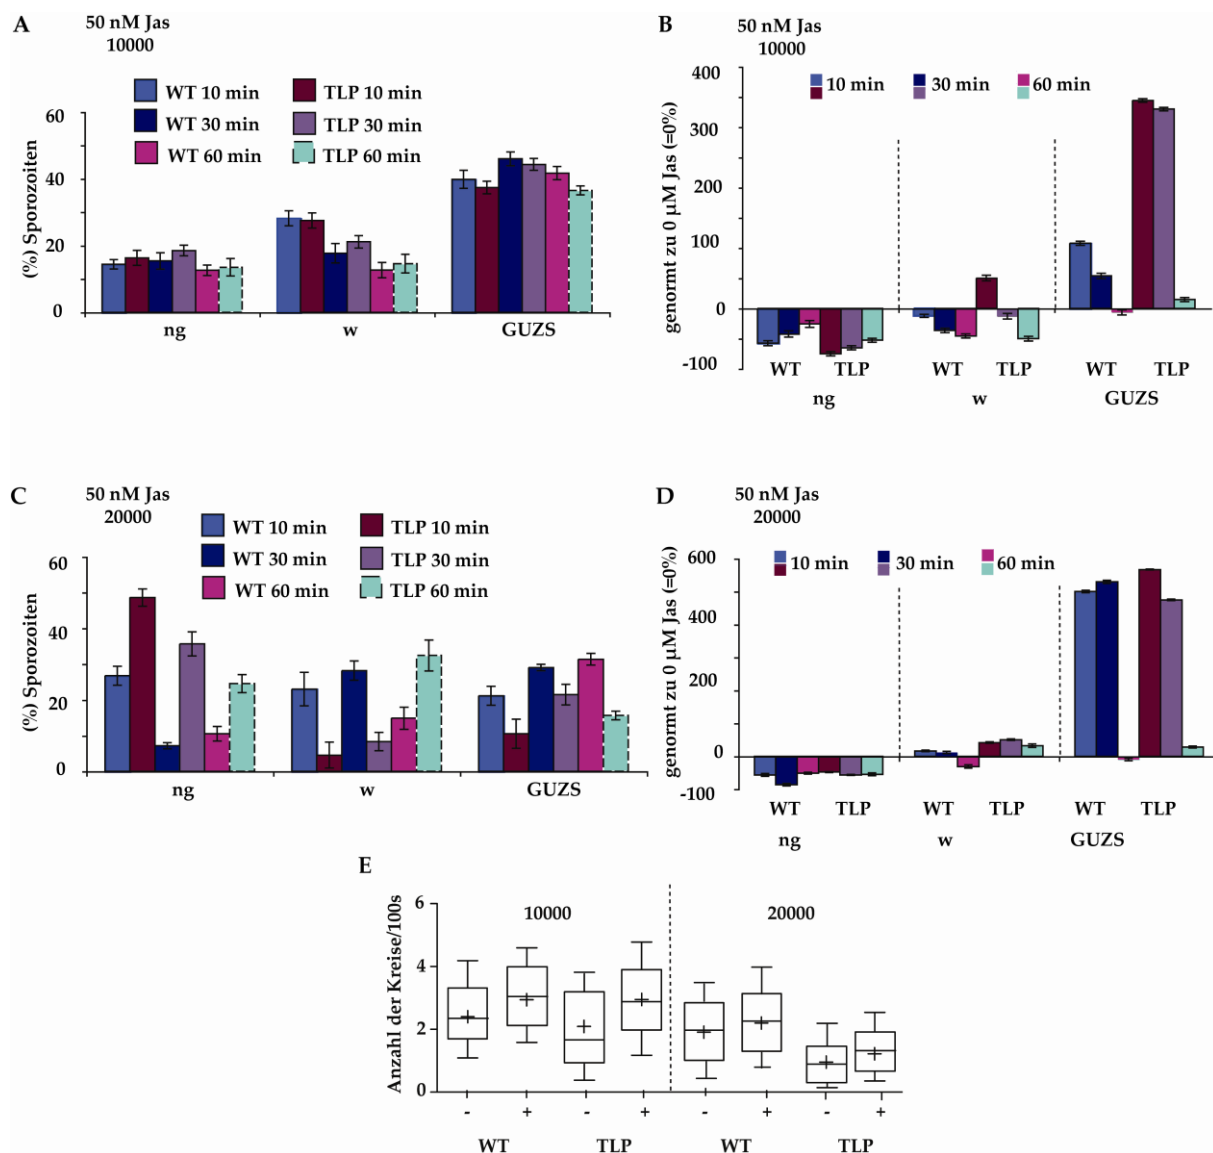 A
50 nM Jas
10000
WT 10 min
TLP 10 min
WT 30 min
TLP 30 min
WT 60 min
TLP 60 min
(%) Sporozoiten
60
40
20
0
ng
w
GUZS
B
50 nM Jas
10000
10 min
30 min
60 min
genormt zu 0 µM Jas (=0%)
400
300
200
100
0
-100
WT
TLP
WT
TLP
WT
TLP
ng
w
GUZS
C
50 nM Jas
20000
WT 10 min
TLP 10 min
WT 30 min
TLP 30 min
WT 60 min
TLP 60 min
(%) Sporozoiten
60
40
20
0
ng
w
GUZS
D
50 nM Jas
20000
10 min
30 min
60 min
genormt zu 0 µM Jas (=0%)
600
400
200
0
-100
WT
TLP
WT
TLP
WT
TLP
ng
w
GUZS
E
Anzahl der Kreise/100s
6
4
2
0
10000
20000
-
+
-
+
-
+
-
+
WT
TLP
WT
TLP